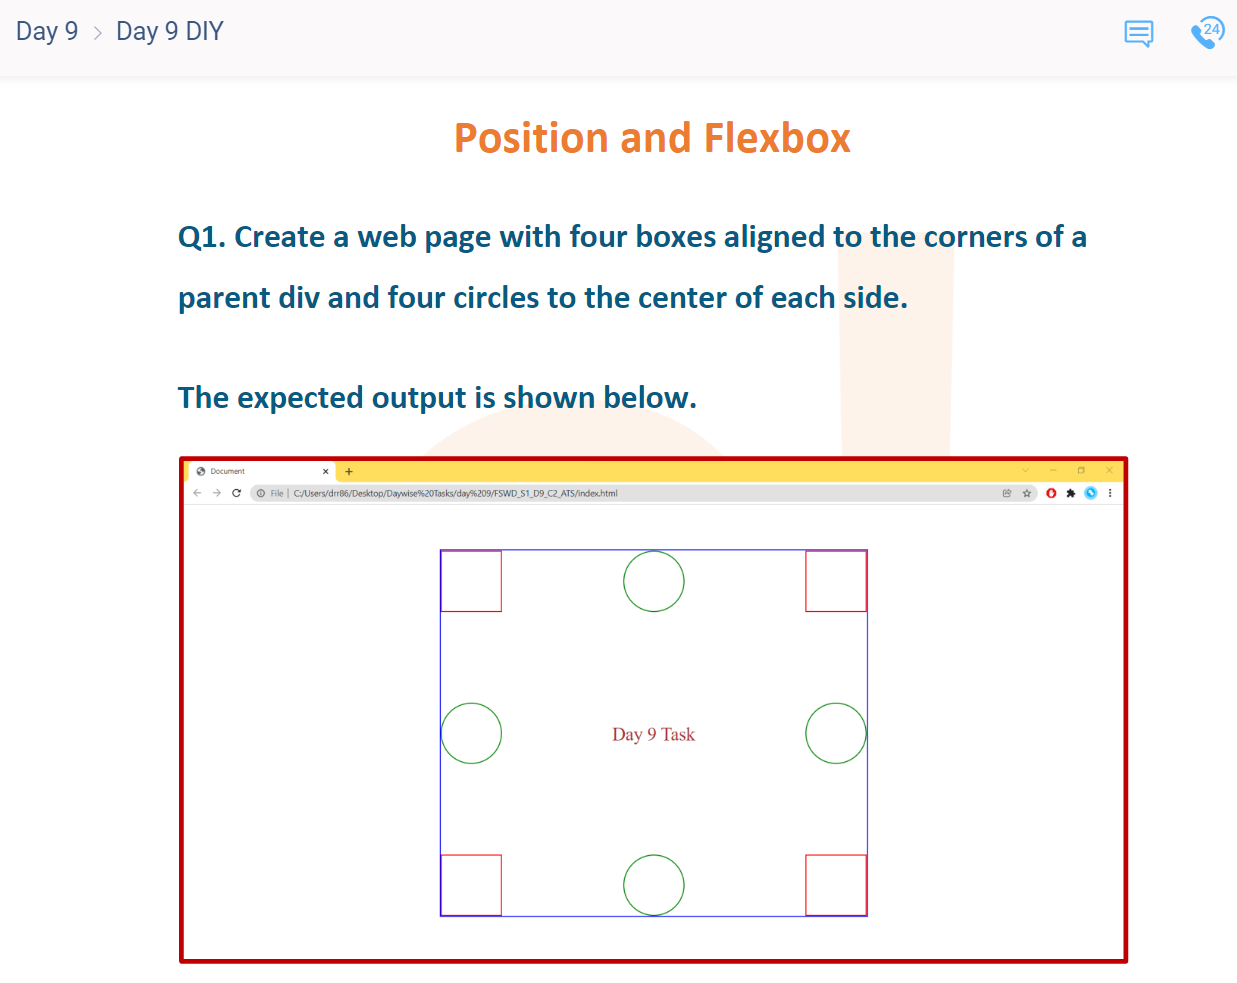 Day 9 > Day 9 DIY
24
Position and Flexbox
Q1. Create a web page with four boxes aligned to the corners of a
parent div and four circles to the center of each side.
The expected output is shown below.
Document
File | C:/Users/drr86/Desktop/Daywise%20Tasks/day%209/FSWD_S1_D9_C2_ATS/index.html
Day 9 Task